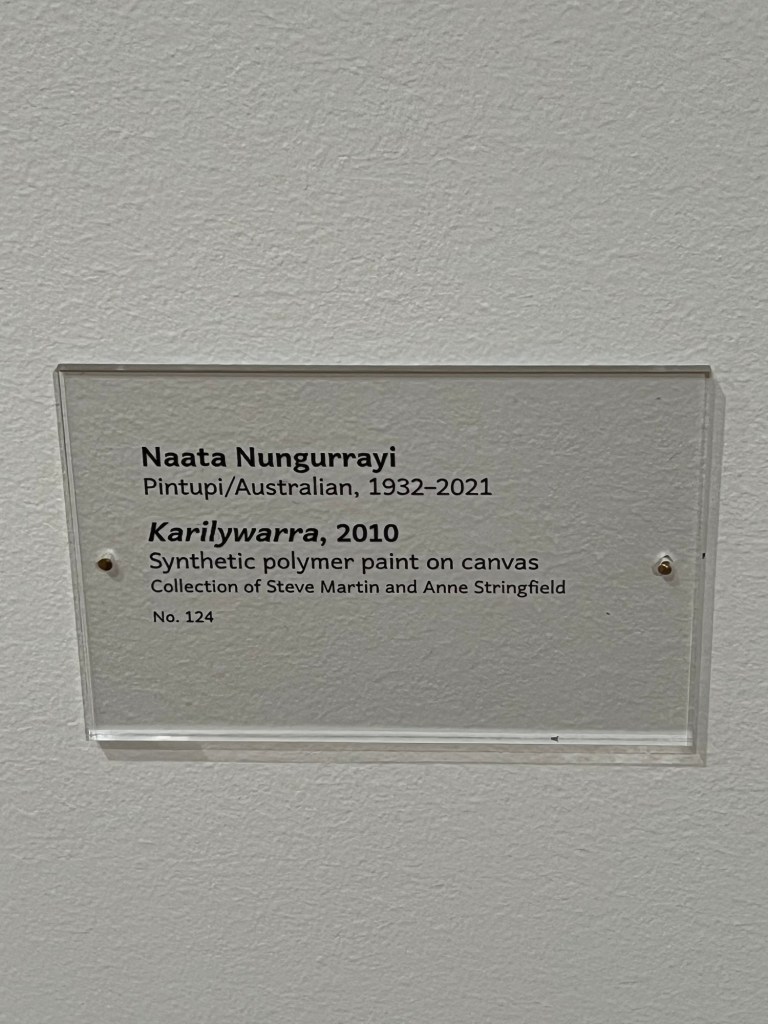 Naata Nungurrayi
Pintupi/Australian, 1932–2021
Karilywarra, 2010
Synthetic polymer paint on canvas
Collection of Steve Martin and Anne Stringfield
No. 124